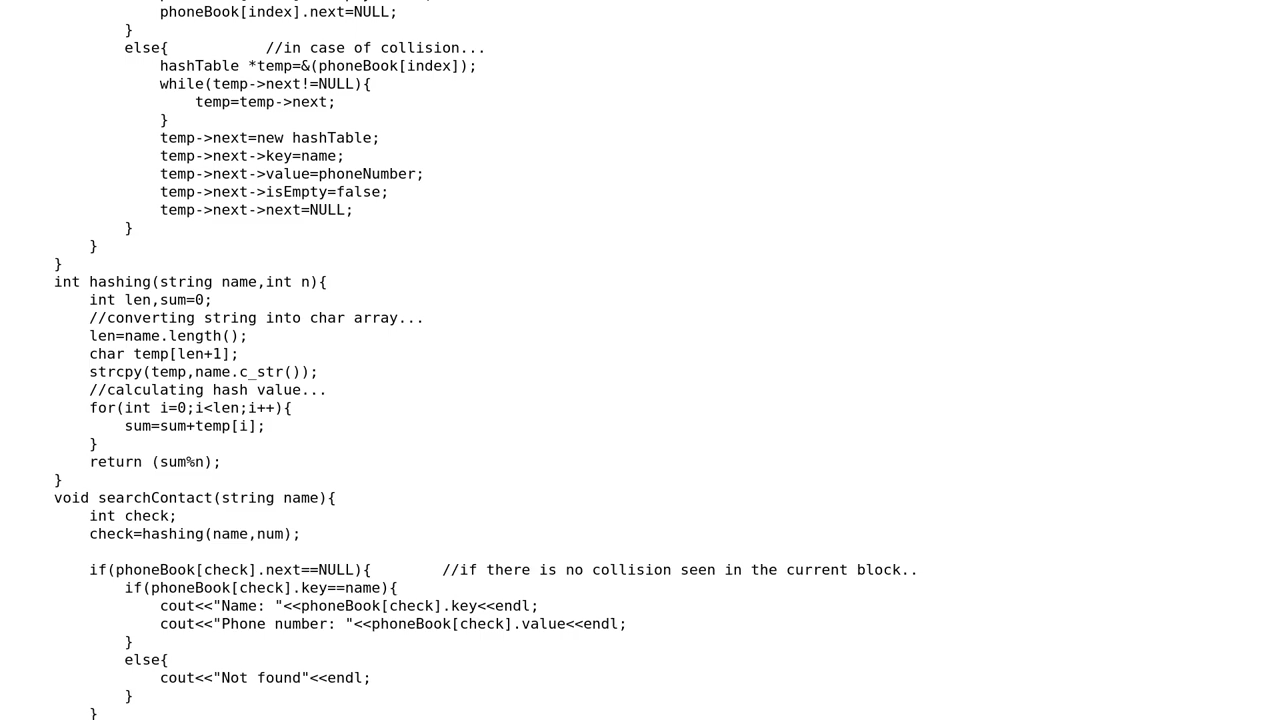 phoneBook[index].next=NULL;
}
else{ //in case of collision...
hashTable *temp=&(phoneBook[index]);
while(temp->next!=NULL){
temp=temp->next;
}
temp->next=new hashTable;
temp->next->key=name;
temp->next->value=phoneNumber;
temp->next->isEmpty=false;
temp->next->next=NULL;
}
}
}
int hashing(string name,int n){
int len,sum=0;
//converting string into char array...
len=name.length();
char temp[len+1];
strcpy(temp,name.c_str());
//calculating hash value...
for(int i=0;i<len;i++){
sum=sum+temp[i];
}
return (sum%n);
}
void searchContact(string name){
int check;
check=hashing(name,num);
if(phoneBook[check].next==NULL){ //if there is no collision seen in the current block..
if(phoneBook[check].key==name){
cout<<"Name: "<<phoneBook[check].key<<endl;
cout<<"Phone number: "<<phoneBook[check].value<<endl;
}
else{
cout<<"Not found"<<endl;
}
}